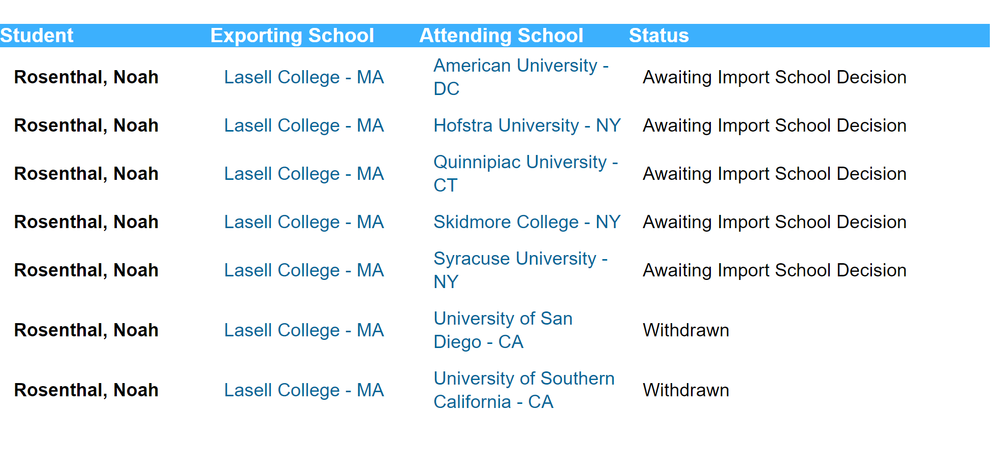 Student Exporting School Attending School Status
Rosenthal, Noah Lasell College - MA American University - DC Awaiting Import School Decision
Rosenthal, Noah Lasell College - MA Hofstra University - NY Awaiting Import School Decision
Rosenthal, Noah Lasell College - MA Quinnipiac University - CT Awaiting Import School Decision
Rosenthal, Noah Lasell College - MA Skidmore College - NY Awaiting Import School Decision
Rosenthal, Noah Lasell College - MA Syracuse University - NY Awaiting Import School Decision
Rosenthal, Noah Lasell College - MA University of San Diego - CA Withdrawn
Rosenthal, Noah Lasell College - MA University of Southern California - CA Withdrawn